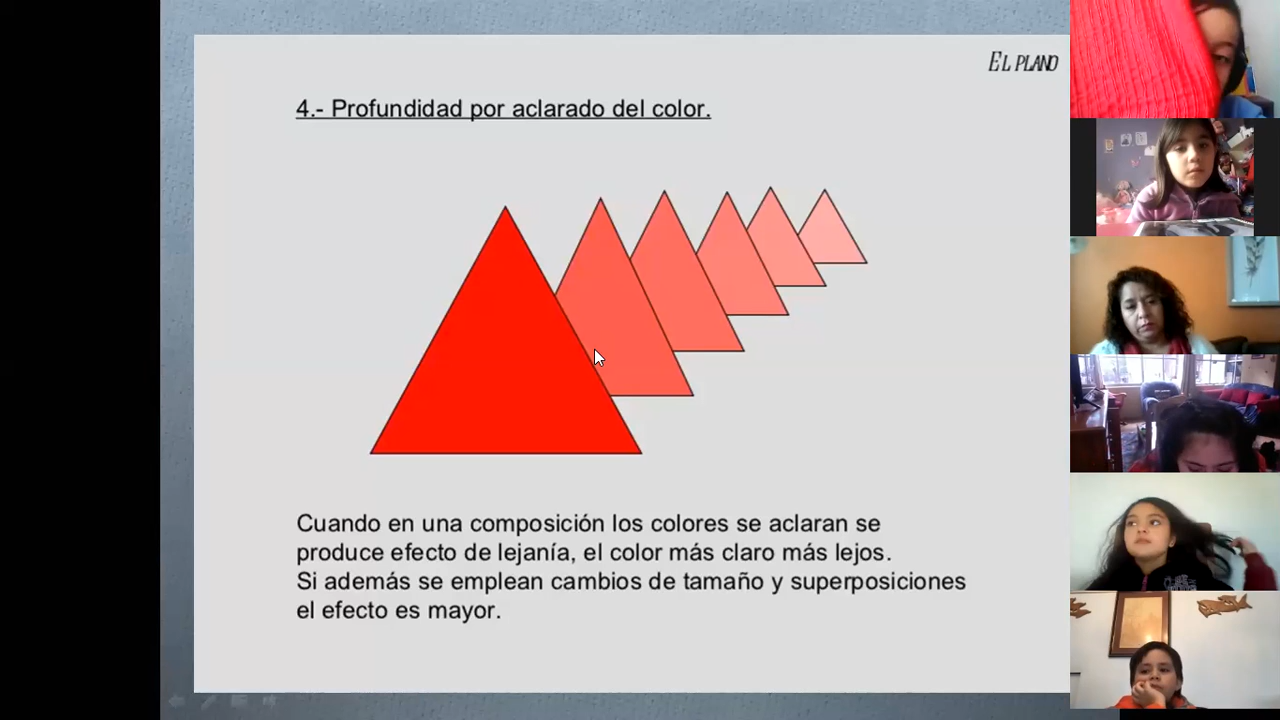 El plano
4.- Profundidad por aclarado del color.
Cuando en una composición los colores se aclaran se
produce efecto de lejanía, el color más claro más lejos.
Si además se emplean cambios de tamaño y superposiciones
el efecto es mayor.